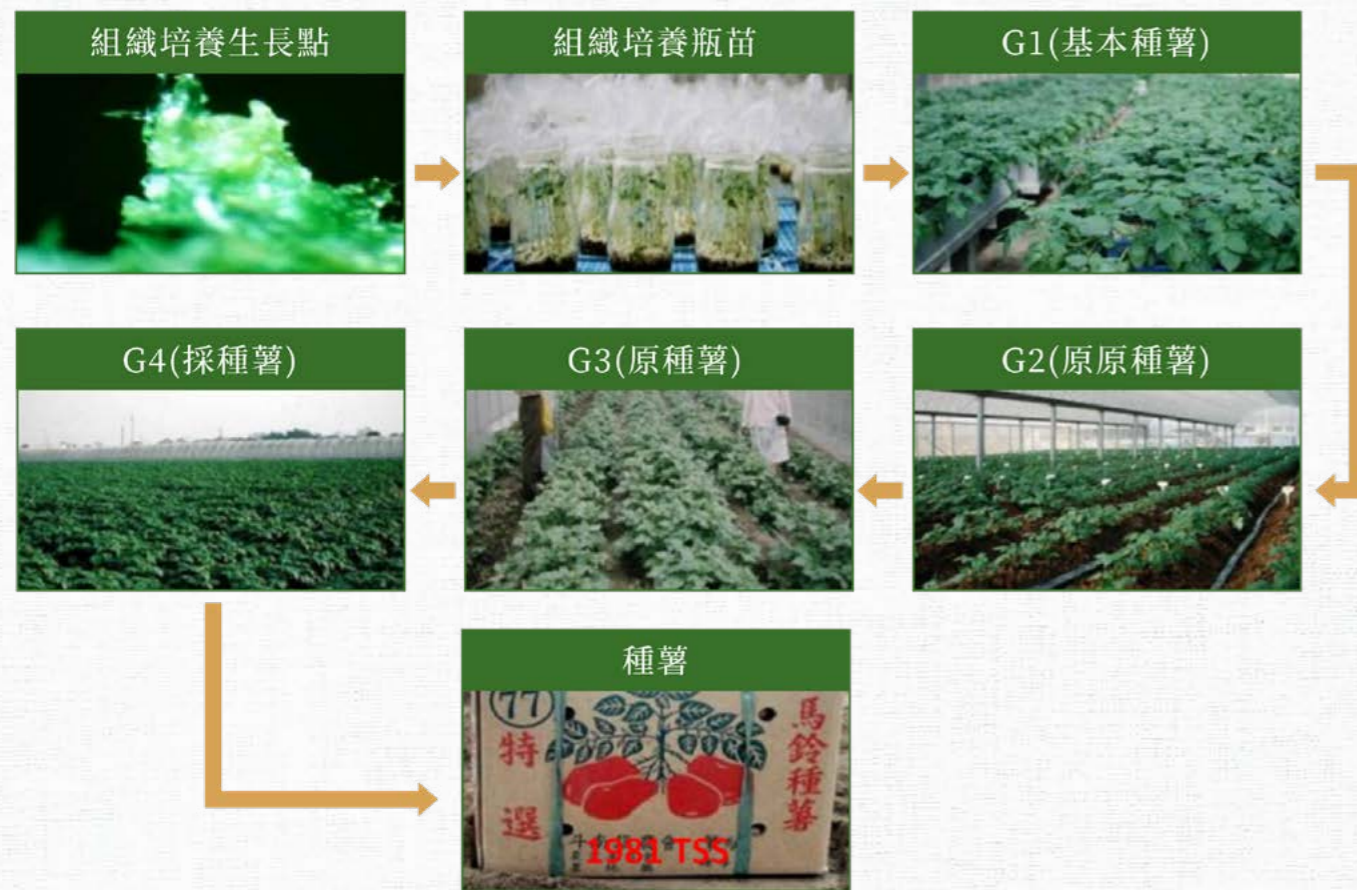 組織培養生長點
組織培養瓶苗
G1(基本種薯)
G4(採種薯)
G3(原種薯)
G2(原原種薯)
種薯
77
特選
馬鈴種薯
1981 TSS